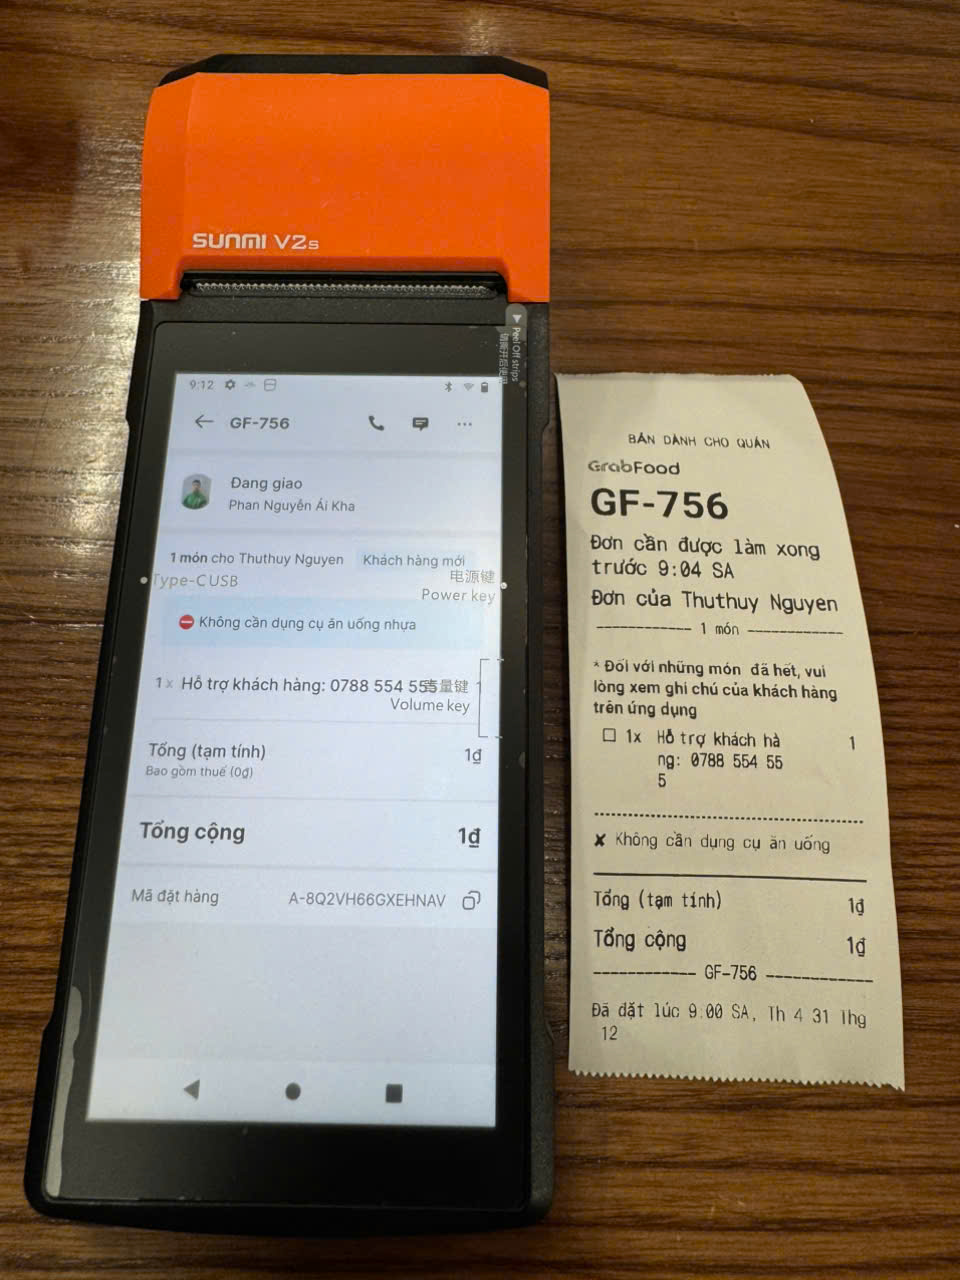 SUNMI V2s
Peel Off strips
9:12
GF-756
Đang giao
Phan Nguyễn Ái Kha
1 món cho Thuthuy Nguyen
Khách hàng mới
Type-C USB
电源键
Power key
Không cần dụng cụ ăn uống nhựa
1 x Hỗ trợ khách hàng: 0788 554 555
音量键
Volume key
Tổng (tạm tính) 1₫
Bao gồm thuế (0₫)
Tổng cộng 1₫
Mã đặt hàng A-8Q2VH66GXEHNAV
BẢN DÀNH CHO QUÁN
GrabFood
GF-756
Đơn cần được làm xong
trước 9:04 SA
Đơn của Thuthuy Nguyen
1 món
* Đối với những món đã hết, vui
lòng xem ghi chú của khách hàng
trên ứng dụng
1x Hỗ trợ khách hà 1
ng: 0788 554 55
5
✘ Không cần dụng cụ ăn uống
Tổng (tạm tính) 1₫
Tổng cộng 1₫
GF-756
Đã đặt lúc 9:00 SA, Th 4 31 Thg
12